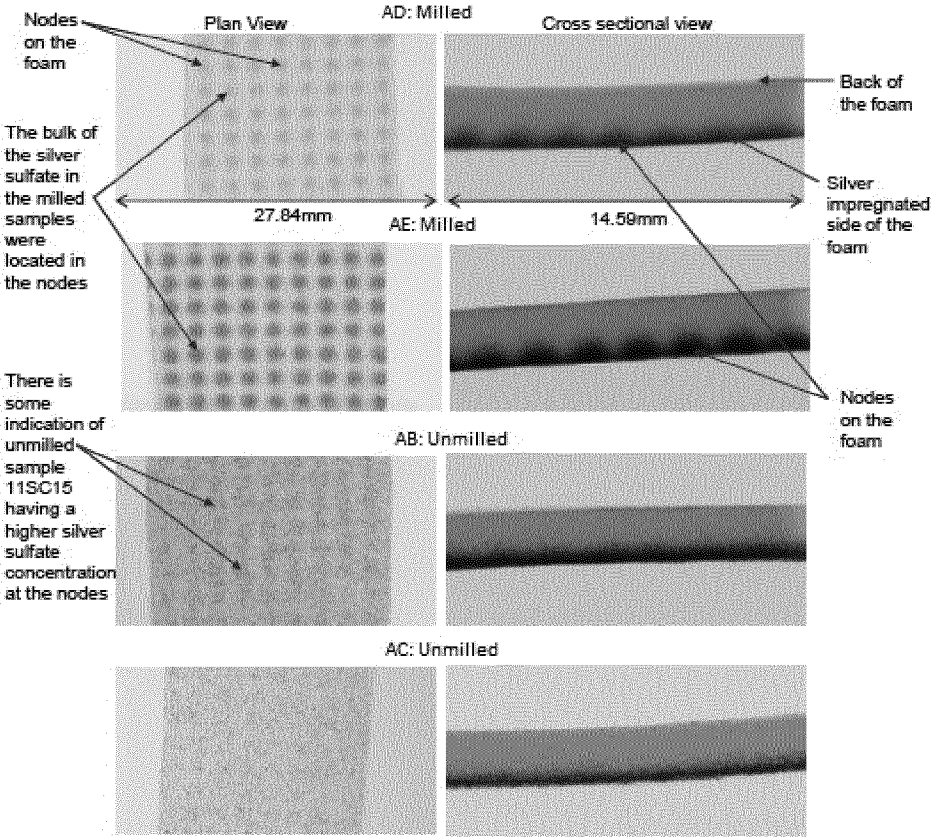 AD: Milled
Plan View
Cross sectional view
Nodes
on the
foam
Back of
the foam
The bulk of
the silver
sulfate in
the milled
samples
were
located in
the nodes
Silver
impregnated
side of the
foam
27.84mm
14.59mm
AE: Milled
There is
some
indication of
unmilled
sample
11SC15
having a
higher silver
sulfate
concentration
at the nodes
Nodes
on the
foam
AB: Unmilled
AC: Unmilled